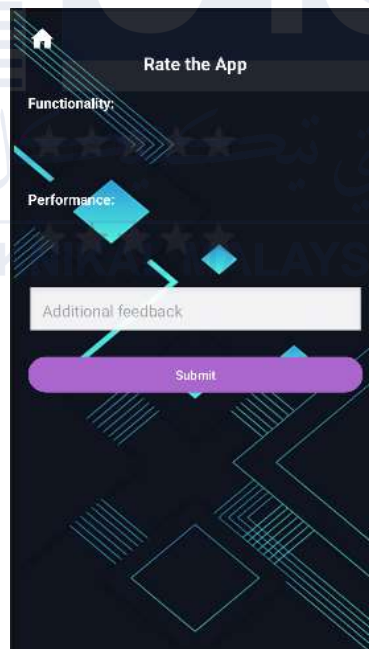 Rate the App
Functionality:
Performance:
Additional feedback
Submit